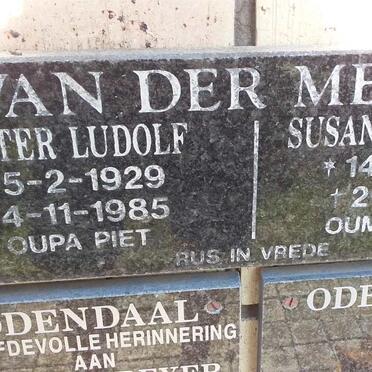 VAN DER ME
TER LUDOLF
5-2-1929
4-11-1985
OUPA PIET
SUSAN
* 14
† 2
OUM
RUS IN VREDE
ODENDAAL
FDEVOLLE HERINNERING
AAN
EYER
ODE